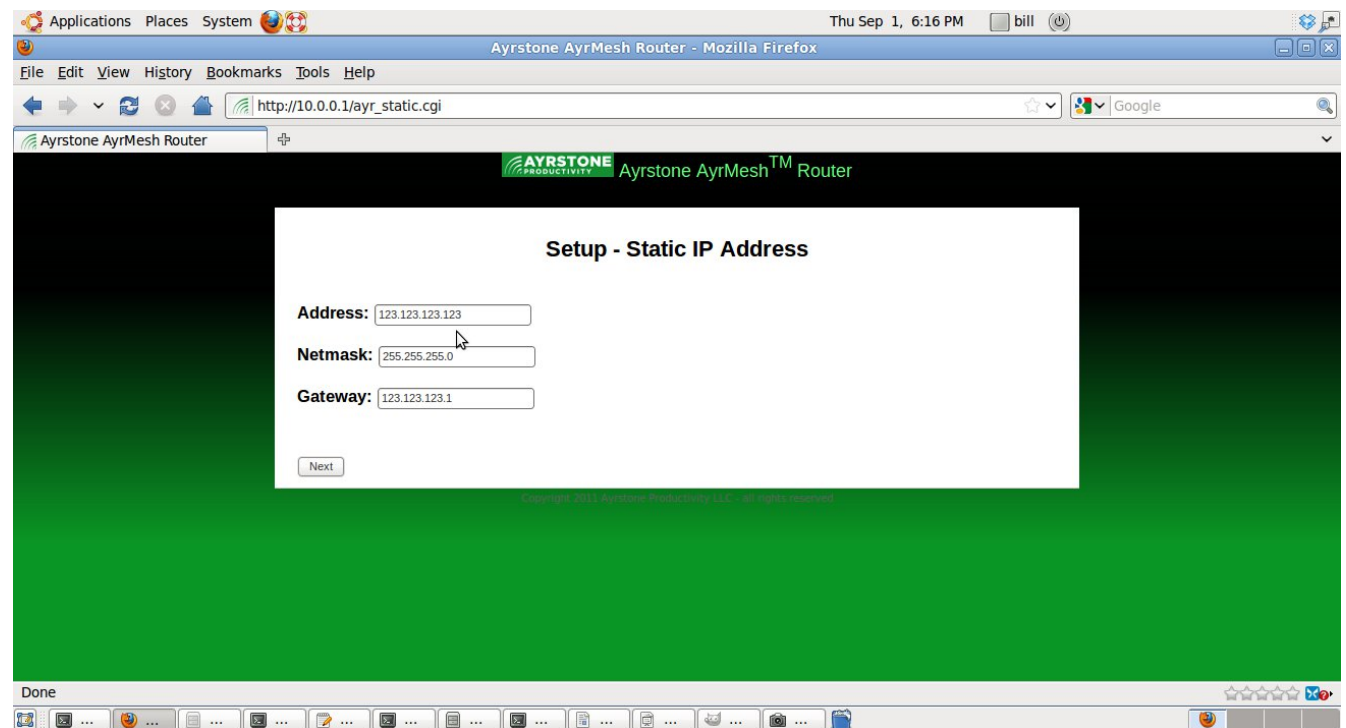 Applications Places System Thu Sep 1, 6:16 PM bill
Ayrstone AyrMesh Router - Mozilla Firefox
File Edit View History Bookmarks Tools Help
http://10.0.0.1/ayr_static.cgi Google
Ayrstone AyrMesh Router
AYRSTONE
PRODUCTIVITY
Ayrstone AyrMesh™ Router
Setup - Static IP Address
Address: 123.123.123.123
Netmask: 255.255.255.0
Gateway: 123.123.123.1
Next
Copyright 2011 Ayrstone Productivity LLC - all rights reserved
Done
... ... ... ... ... ... ... ... ... ... ... ...